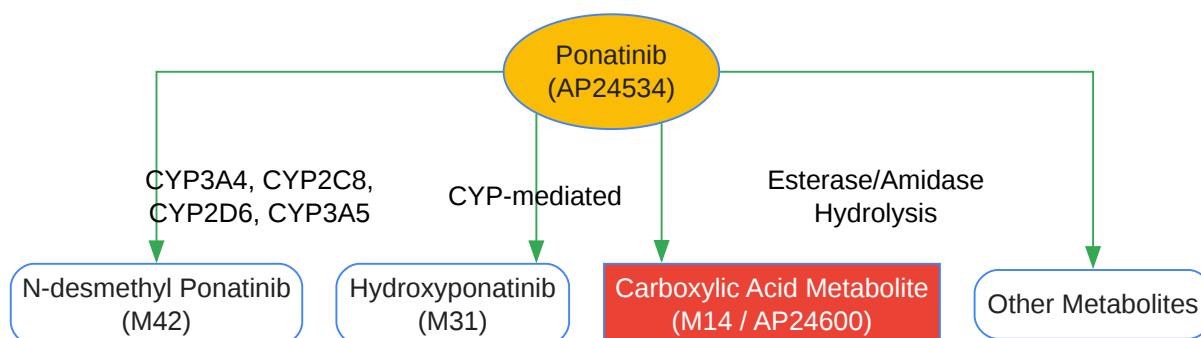 Ponatinib
(AP24534)
CYP3A4, CYP2C8,
CYP2D6, CYP3A5
CYP-mediated
Esterase/Amidase
Hydrolysis
N-desmethyl Ponatinib
(M42)
Hydroxyponatinib
(M31)
Carboxylic Acid Metabolite
(M14 / AP24600)
Other Metabolites